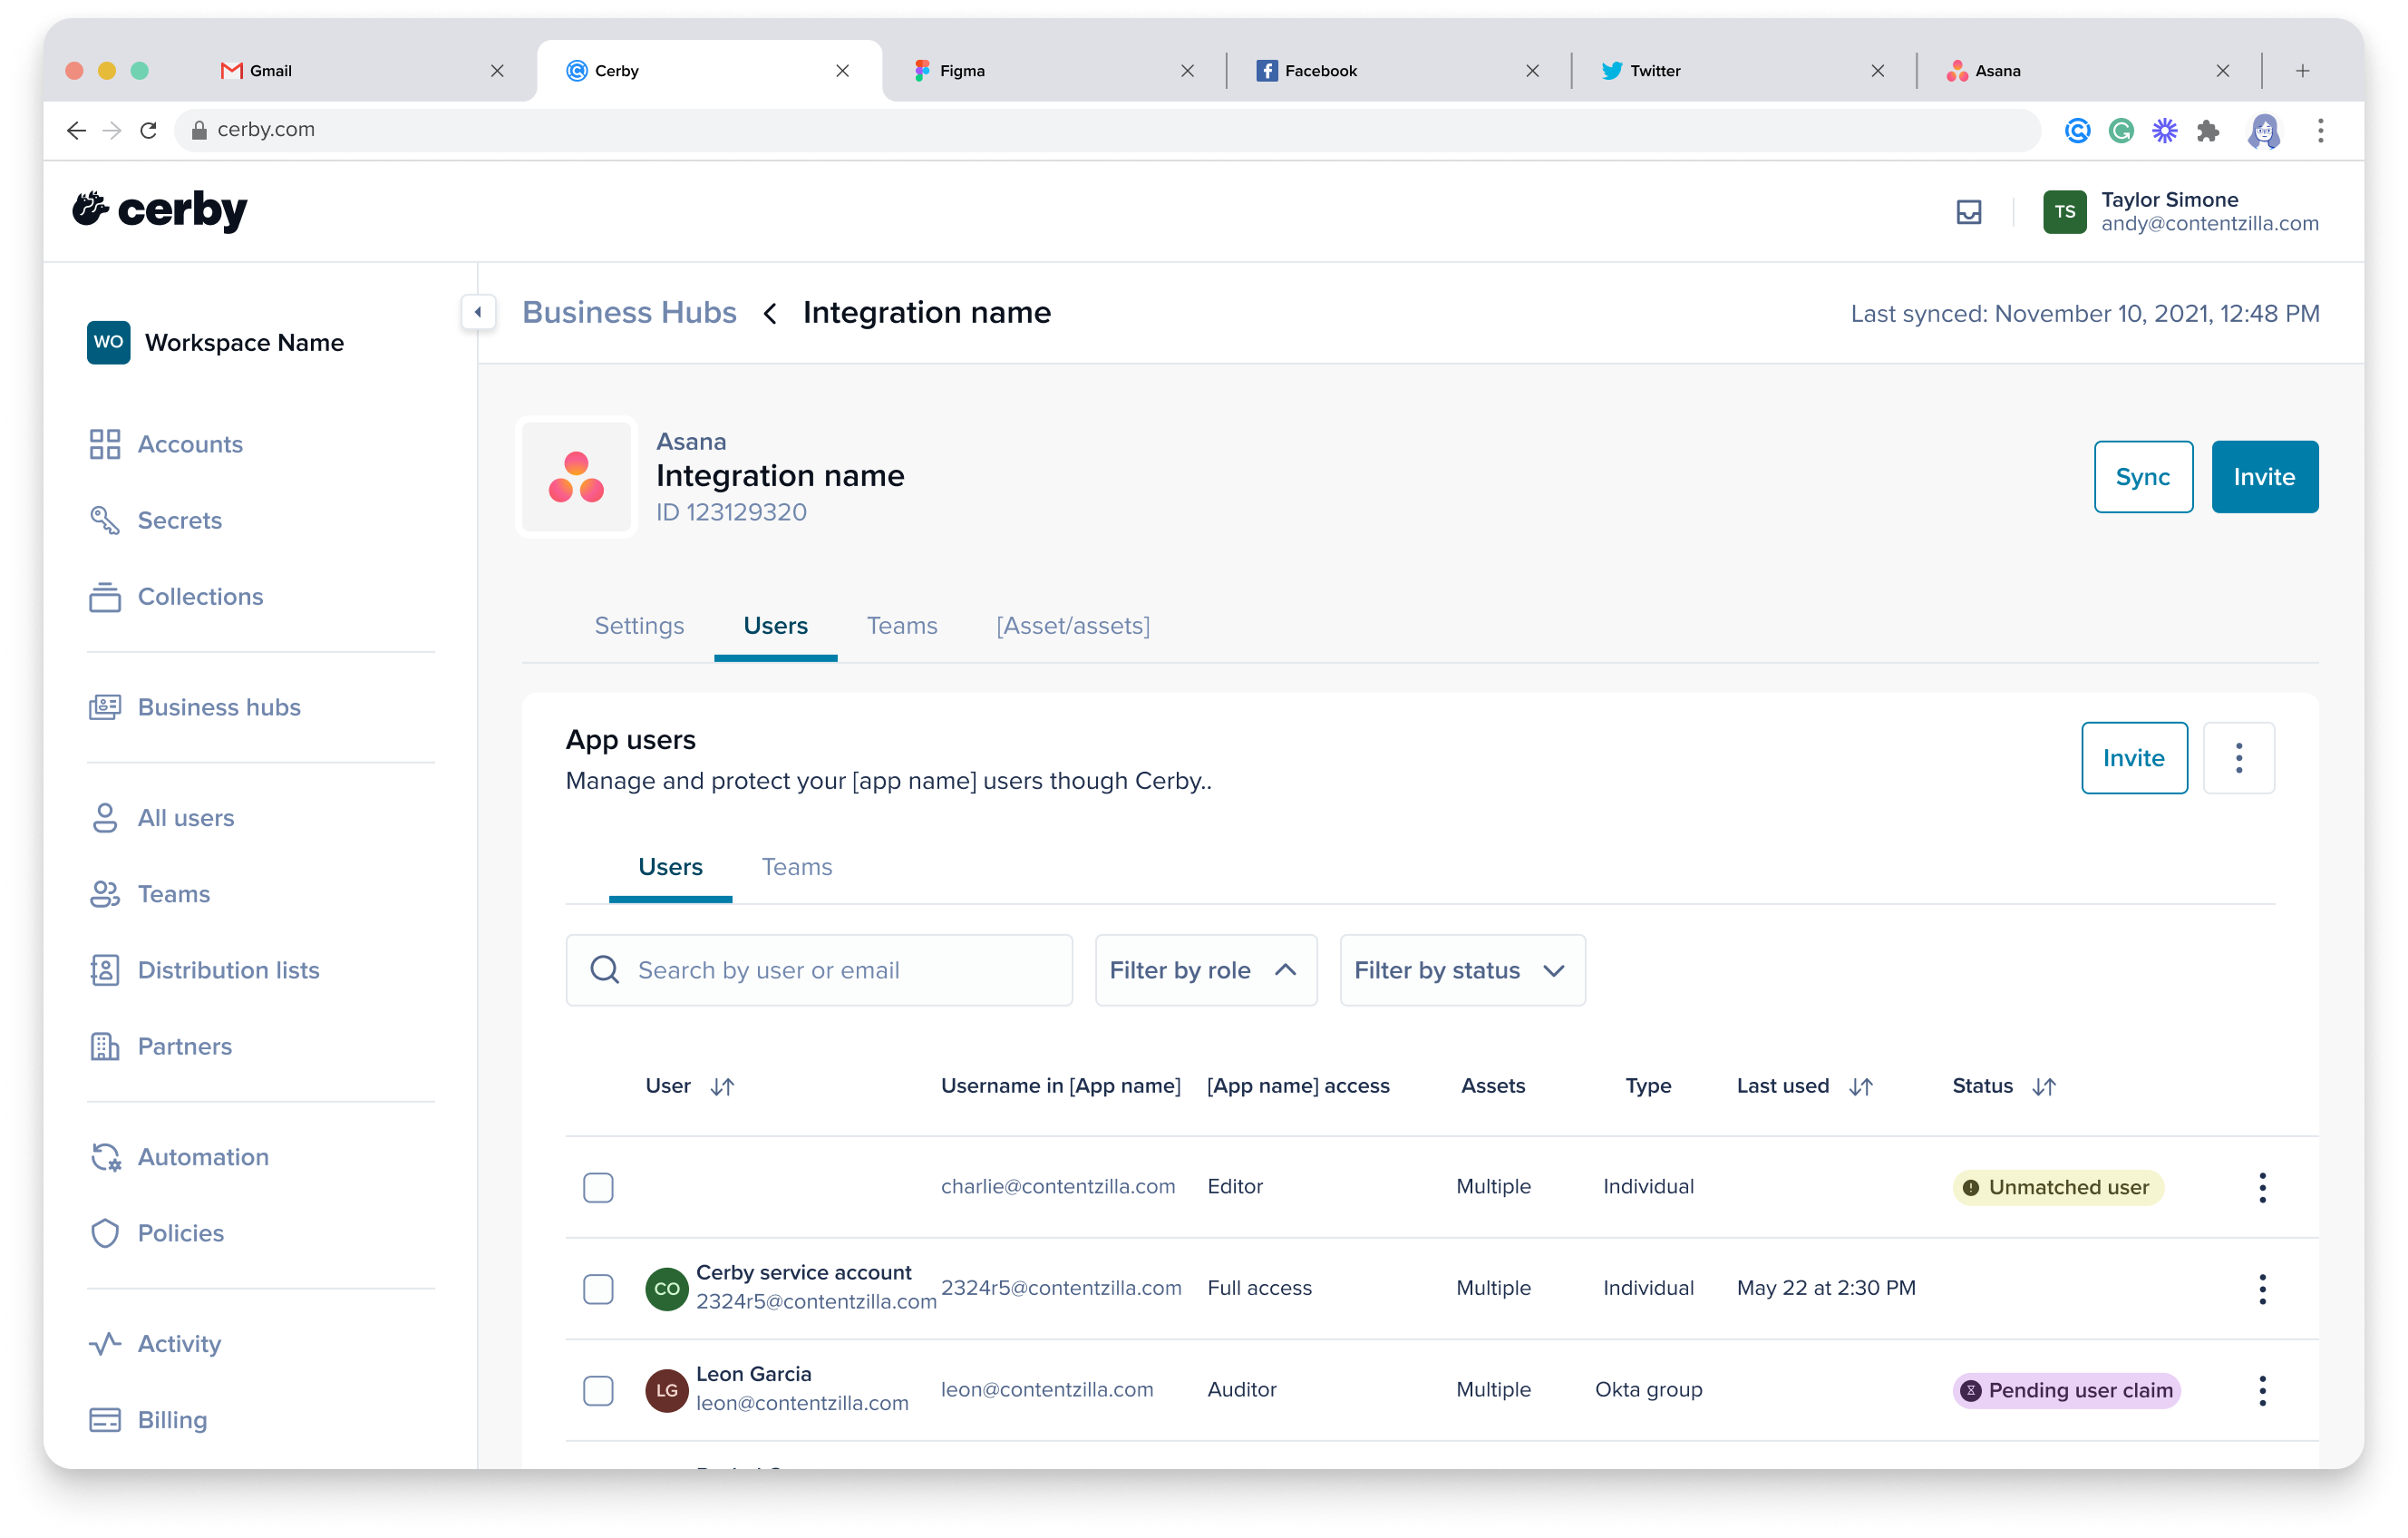 Gmail
Cerby
Figma
Facebook
Twitter
Asana
cerby.com
cerby
TS
Taylor Simone
andy@contentzilla.com
WO
Workspace Name
Accounts
Secrets
Collections
Business hubs
All users
Teams
Distribution lists
Partners
Automation
Policies
Activity
Billing
Business Hubs
Integration name
Last synced: November 10, 2021, 12:48 PM
Asana
Integration name
ID 123129320
Sync
Invite
Settings
Users
Teams
[Asset/assets]
App users
Manage and protect your [app name] users though Cerby..
Invite
Users
Teams
Search by user or email
Filter by role
Filter by status
User
Username in [App name]
[App name] access
Assets
Type
Last used
Status
charlie@contentzilla.com
Editor
Multiple
Individual
Unmatched user
CO
Cerby service account
2324r5@contentzilla.com
2324r5@contentzilla.com
Full access
Multiple
Individual
May 22 at 2:30 PM
LG
Leon Garcia
leon@contentzilla.com
leon@contentzilla.com
Auditor
Multiple
Okta group
Pending user claim